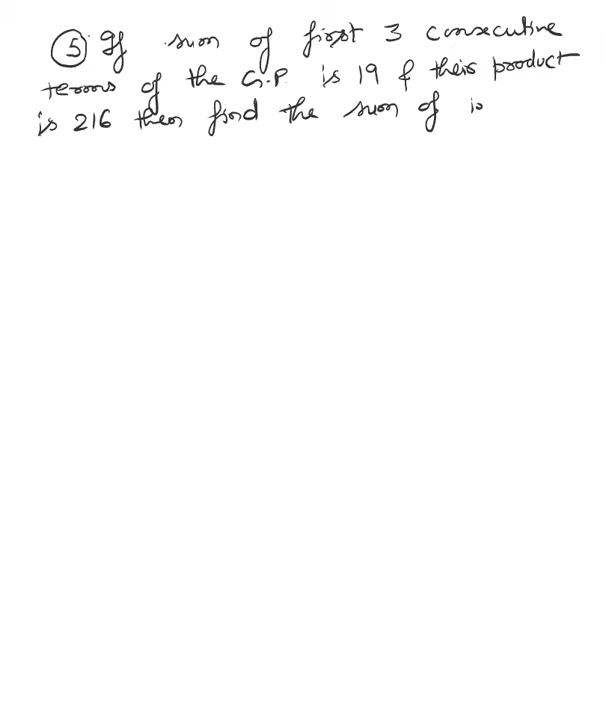 ⑤ If sum of first 3 consecutive
terms of the G.P. is 19 & their product
is 216 then find the sum of